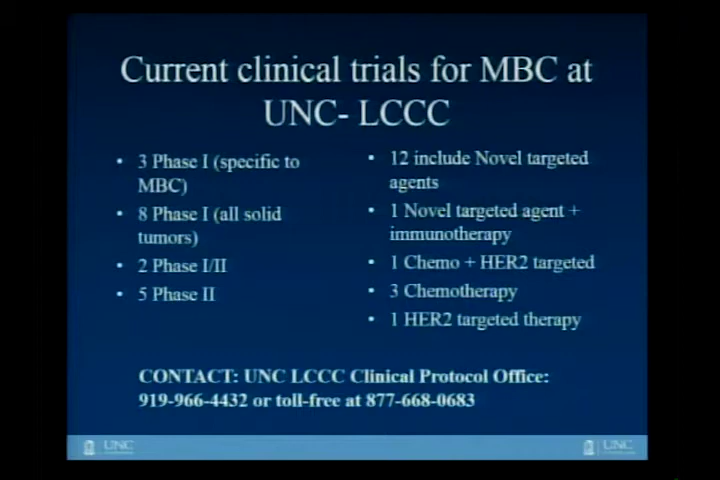 Current clinical trials for MBC at
UNC- LCCC
• 3 Phase I (specific to
MBC)
• 8 Phase I (all solid
tumors)
• 2 Phase I/II
• 5 Phase II
• 12 include Novel targeted
agents
• 1 Novel targeted agent +
immunotherapy
• 1 Chemo + HER2 targeted
• 3 Chemotherapy
• 1 HER2 targeted therapy
CONTACT: UNC LCCC Clinical Protocol Office:
919-966-4432 or toll-free at 877-668-0683
UNC
UNC